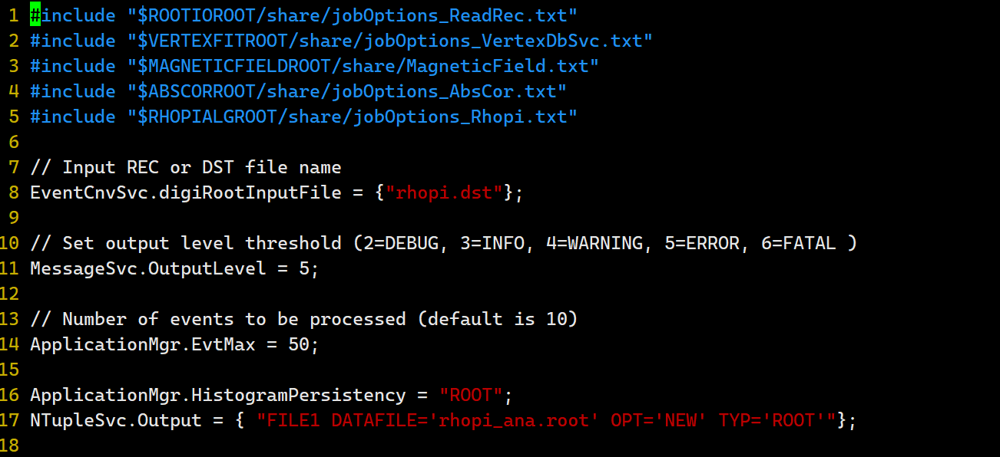 1 #include "$ROOTIOROOT/share/jobOptions_ReadRec.txt"
2 #include "$VERTEXFITROOT/share/jobOptions_VertexDbSvc.txt"
3 #include "$MAGNETICFIELDROOT/share/MagneticField.txt"
4 #include "$ABSCORROOT/share/jobOptions_AbsCor.txt"
5 #include "$RHOPIALGROOT/share/jobOptions_Rhopi.txt"
6
7 // Input REC or DST file name
8 EventCnvSvc.digiRootInputFile = {"rhopi.dst"};
9
10 // Set output level threshold (2=DEBUG, 3=INFO, 4=WARNING, 5=ERROR, 6=FATAL )
11 MessageSvc.OutputLevel = 5;
12
13 // Number of events to be processed (default is 10)
14 ApplicationMgr.EvtMax = 50;
15
16 ApplicationMgr.HistogramPersistency = "ROOT";
17 NTupleSvc.Output = { "FILE1 DATAFILE='rhopi_ana.root' OPT='NEW' TYP='ROOT'"};
18